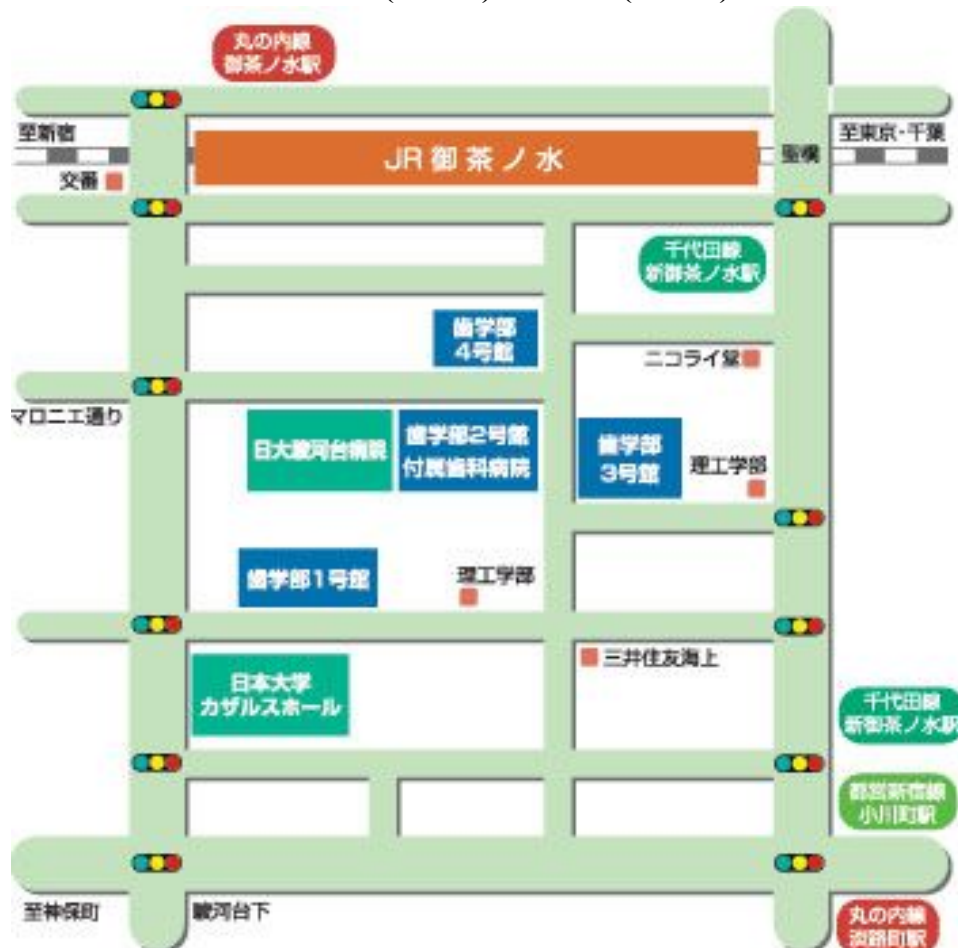 丸の内線
御茶ノ水駅
至新宿
JR 御 茶 ノ 水
聖橋
至東京・千葉
交番
千代田線
新御茶ノ水駅
歯学部
4号館
ニコライ堂
マロニエ通り
日大駿河台病院
歯学部2号館
付属歯科病院
歯学部
3号館
理工学部
歯学部1号館
理工学部
三井住友海上
日本大学
カザルスホール
千代田線
新御茶ノ水駅
都営新宿線
小川町駅
至神保町
駿河台下
丸の内線
淡路町駅